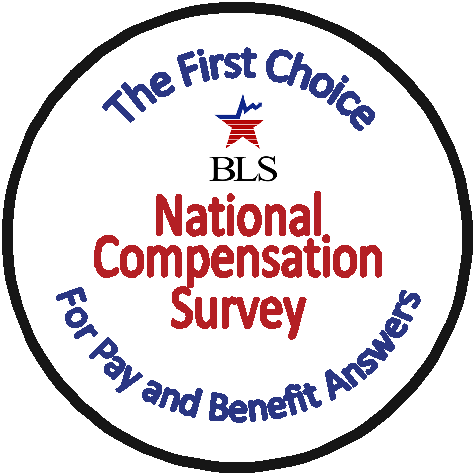 The First Choice
BLS
National
Compensation
Survey
For Pay and Benefit Answers